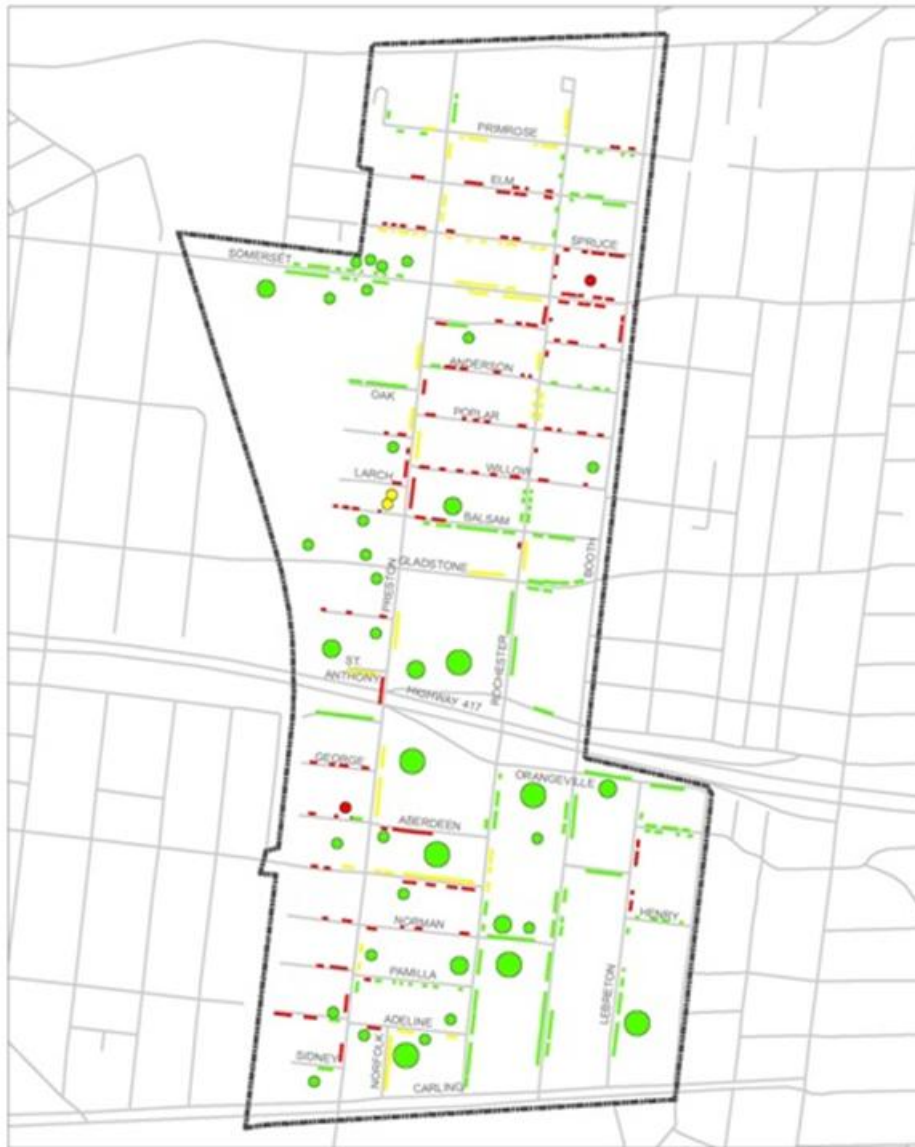 PRIMROSE
ELM
SPRUCE
SOMERSET
ANDERSON
OAK
POPLAR
WILLOW
LARCH
BALSAM
BOOTH
GLADSTONE
PRESTON
ROCHESTER
ST.
ANTHONY
HIGHWAY 417
GEORGE
ORANGEVILLE
ABERDEEN
HENRY
NORMAN
PAMILLA
LEBRETON
ADELINE
SIDNEY
NORFOLK
CARLING